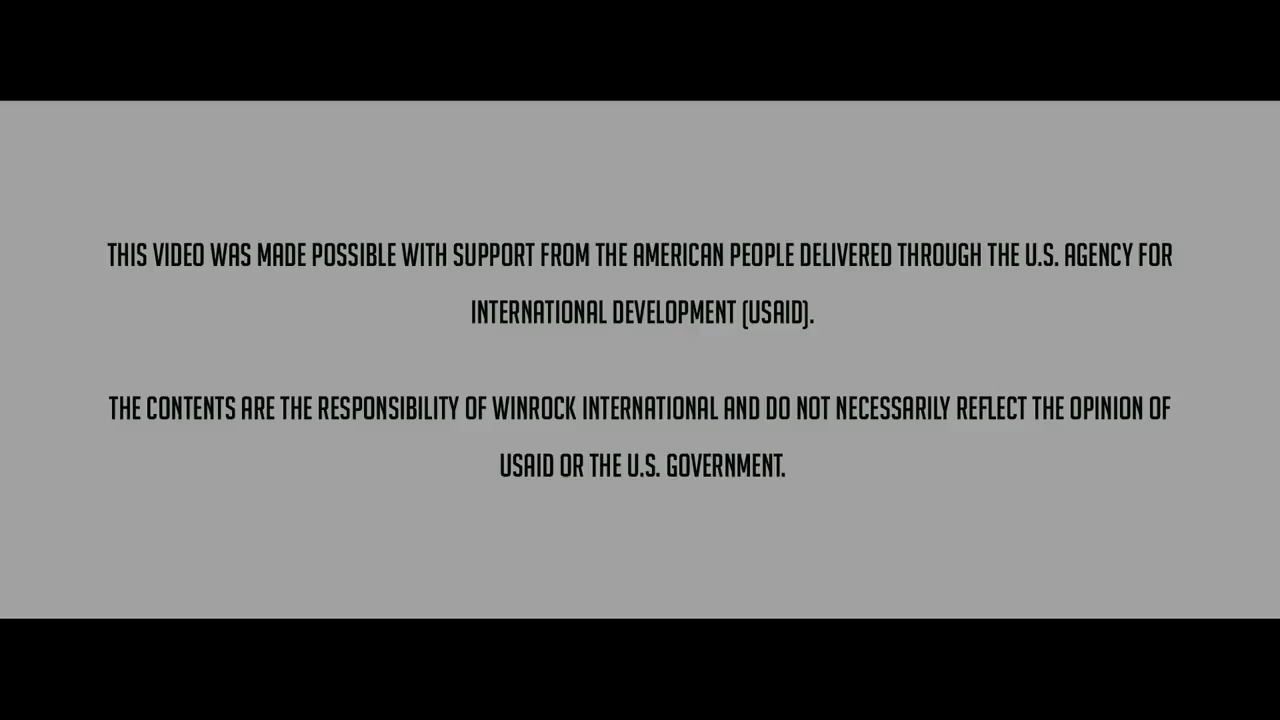 THIS VIDEO WAS MADE POSSIBLE WITH SUPPORT FROM THE AMERICAN PEOPLE DELIVERED THROUGH THE U.S. AGENCY FOR
INTERNATIONAL DEVELOPMENT (USAID).
THE CONTENTS ARE THE RESPONSIBILITY OF WINROCK INTERNATIONAL AND DO NOT NECESSARILY REFLECT THE OPINION OF
USAID OR THE U.S. GOVERNMENT.